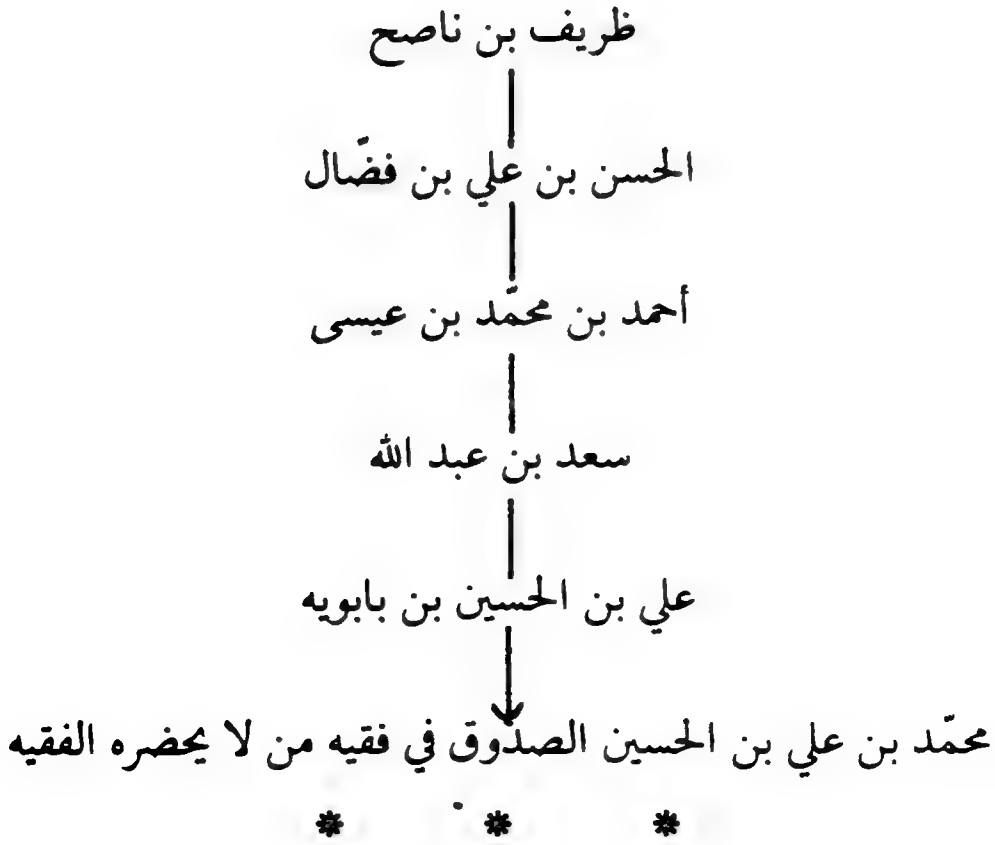 ظريف بن ناصح
الحسن بن علي بن فضّال
أحمد بن محمّد بن عيسى
سعد بن عبد الله
علي بن الحسين بن بابويه
محمّد بن علي بن الحسين الصدوق في فقيه من لا يحضره الفقيه